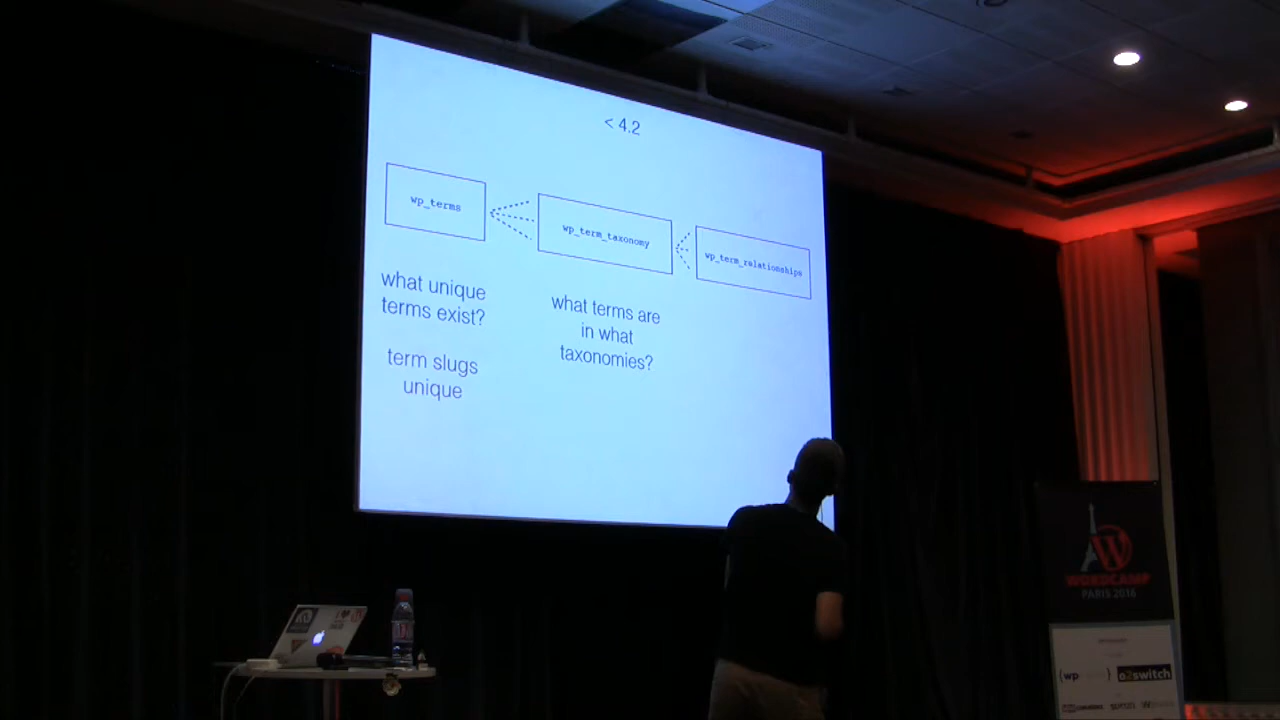 < 4.2
wp_terms
wp_term_taxonomy
wp_term_relationships
what unique
terms exist?
term slugs
unique
what terms are
in what
taxonomies?
WORDCAMP
PARIS 2016
o2switch